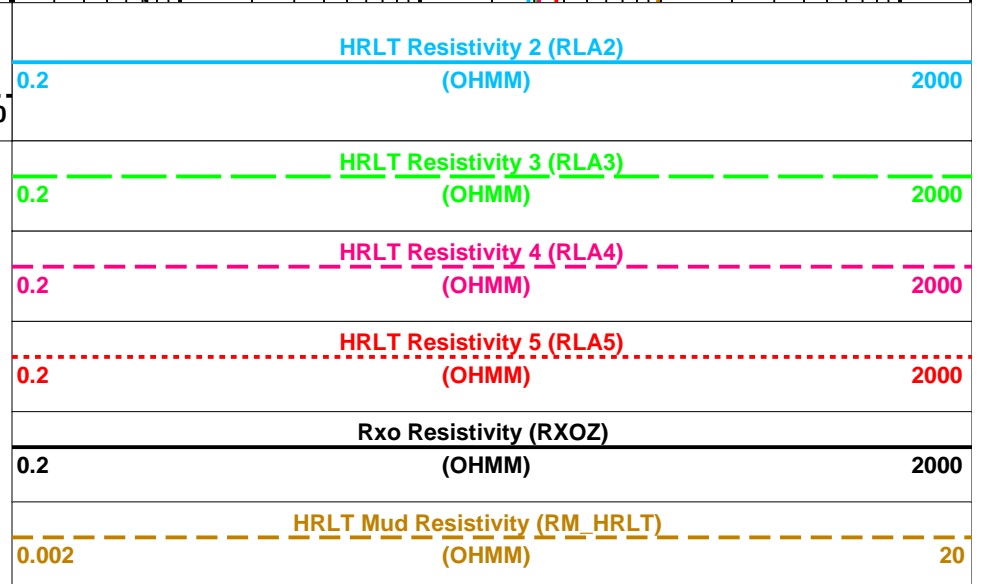 HRLT Resistivity 2 (RLA2)
0.2 (OHMM) 2000
0
HRLT Resistivity 3 (RLA3)
0.2 (OHMM) 2000
HRLT Resistivity 4 (RLA4)
0.2 (OHMM) 2000
HRLT Resistivity 5 (RLA5)
0.2 (OHMM) 2000
Rxo Resistivity (RXOZ)
0.2 (OHMM) 2000
HRLT Mud Resistivity (RM_HRLT)
0.002 (OHMM) 20